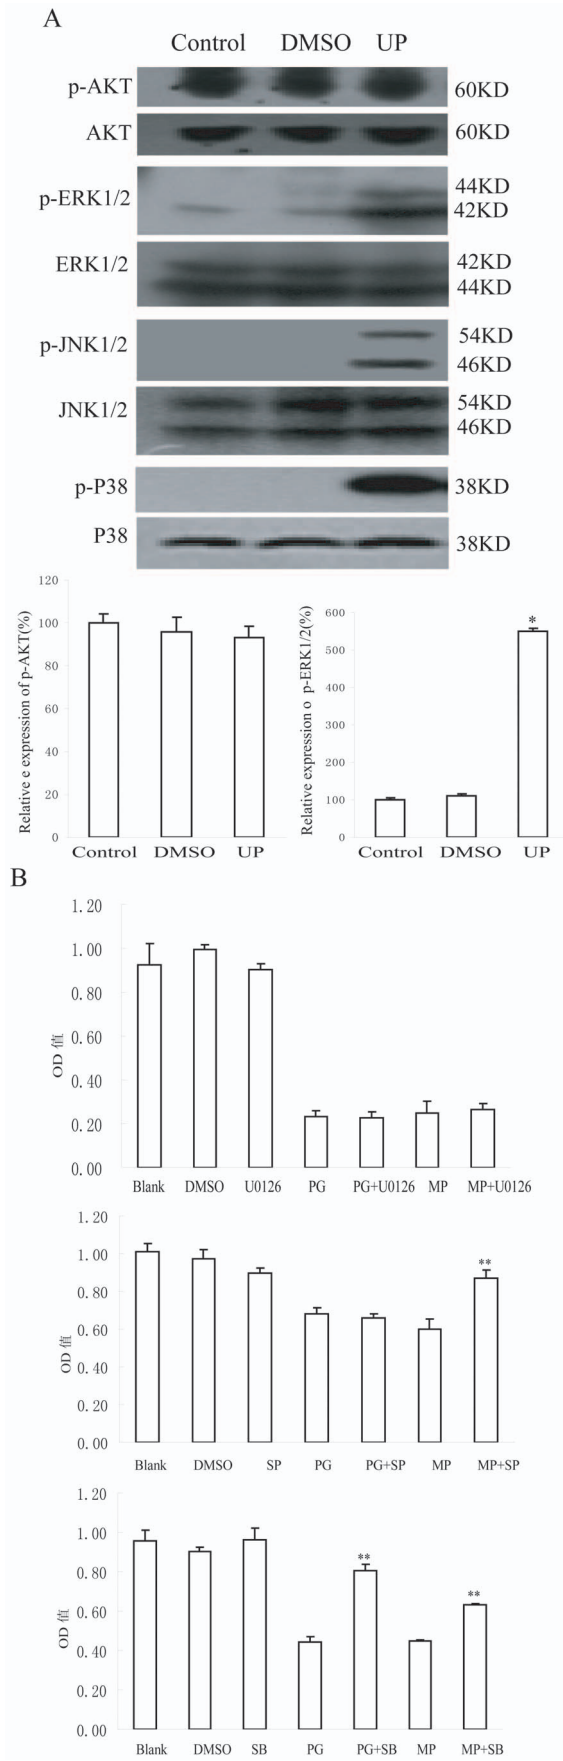 A
Control DMSO UP
p-AKT 60KD
AKT 60KD
p-ERK1/2 44KD
42KD
ERK1/2 42KD
44KD
p-JNK1/2 54KD
46KD
JNK1/2 54KD
46KD
p-P38 38KD
P38 38KD
Relative e expression of p-AKT(%)
120
100
80
60
40
20
0
Control DMSO UP
Relative expression o p-ERK1/2(%)
600
500
400
300
200
100
0
*
Control DMSO UP
B
OD 值
1.20
1.00
0.80
0.60
0.40
0.20
0.00
Blank DMSO U0126 PG PG+U0126 MP MP+U0126
OD 值
1.20
1.00
0.80
0.60
0.40
0.20
0.00
**
Blank DMSO SP PG PG+SP MP MP+SP
OD 值
1.20
1.00
0.80
0.60
0.40
0.20
0.00
**
**
Blank DMSO SB PG PG+SB MP MP+SB